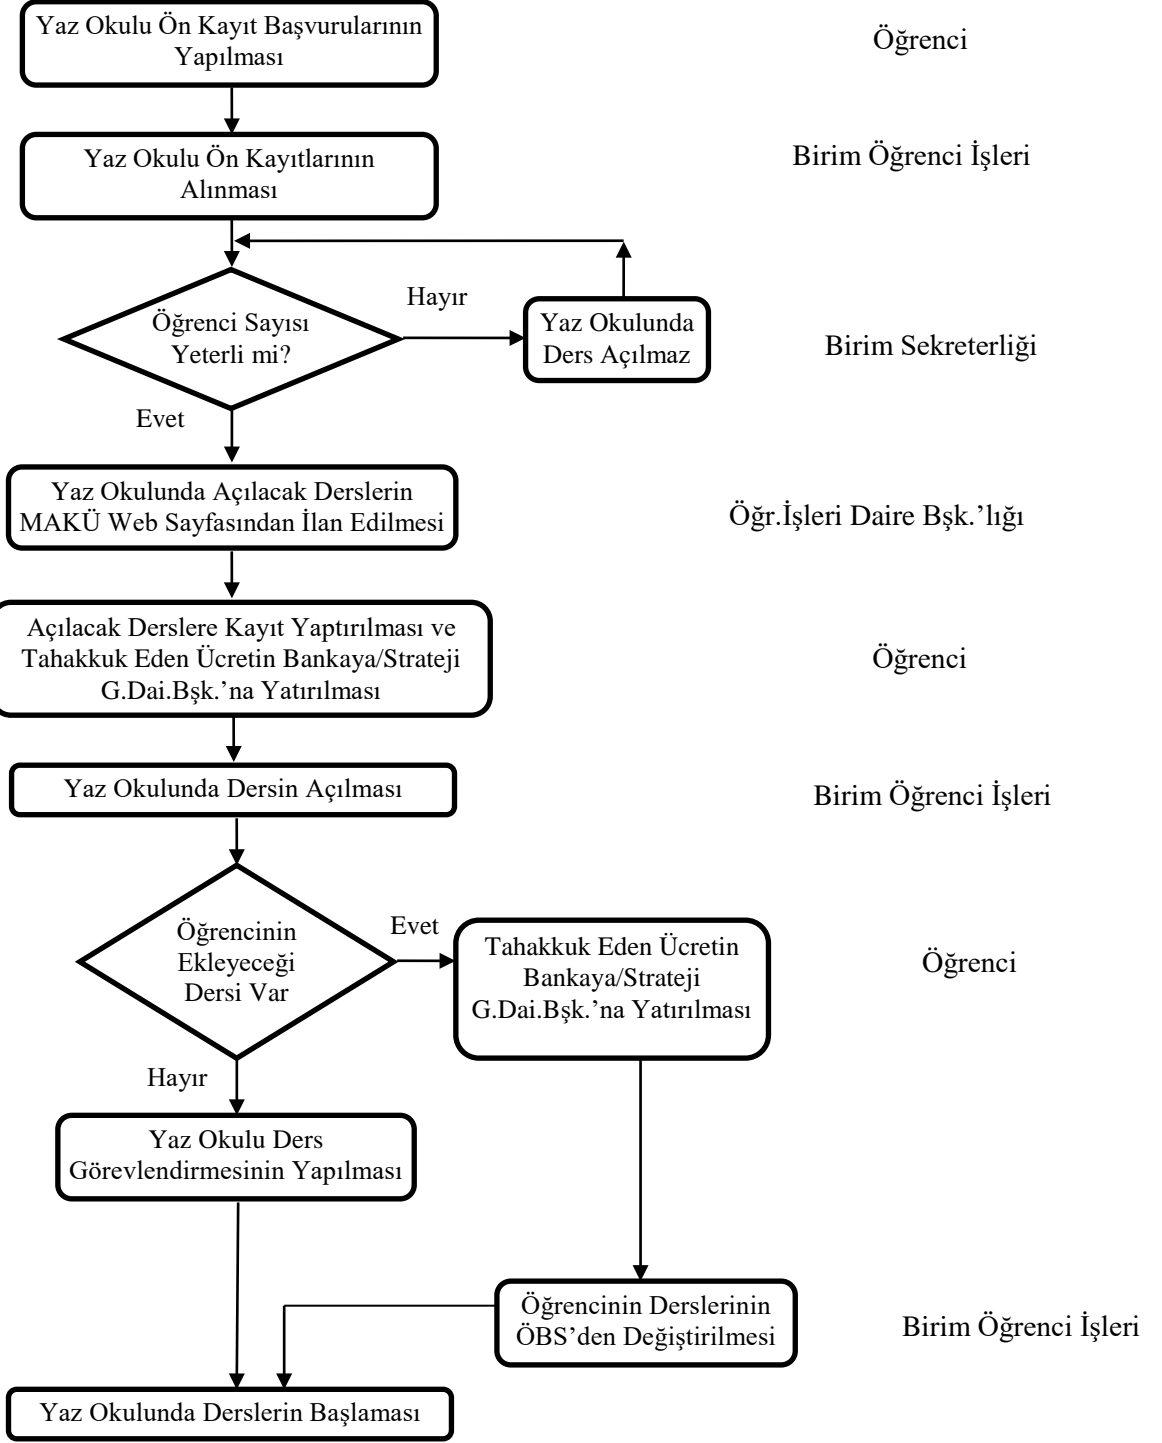 Yaz Okulu Ön Kayıt Başvurularının
Yapılması
Öğrenci
Yaz Okulu Ön Kayıtlarının
Alınması
Birim Öğrenci İşleri
Hayır
Öğrenci Sayısı
Yeterli mi?
Yaz Okulunda
Ders Açılmaz
Birim Sekreterliği
Evet
Yaz Okulunda Açılacak Derslerin
MAKÜ Web Sayfasından İlan Edilmesi
Öğr.İşleri Daire Bşk.’lığı
Açılacak Derslere Kayıt Yaptırılması ve
Tahakkuk Eden Ücretin Bankaya/Strateji
G.Dai.Bşk.’na Yatırılması
Öğrenci
Yaz Okulunda Dersin Açılması
Birim Öğrenci İşleri
Öğrencinin
Ekleyeceği
Dersi Var
Evet
Tahakkuk Eden Ücretin
Bankaya/Strateji
G.Dai.Bşk.’na Yatırılması
Öğrenci
Hayır
Yaz Okulu Ders
Görevlendirmesinin Yapılması
Öğrencinin Derslerinin
ÖBS’den Değiştirilmesi
Birim Öğrenci İşleri
Yaz Okulunda Derslerin Başlaması